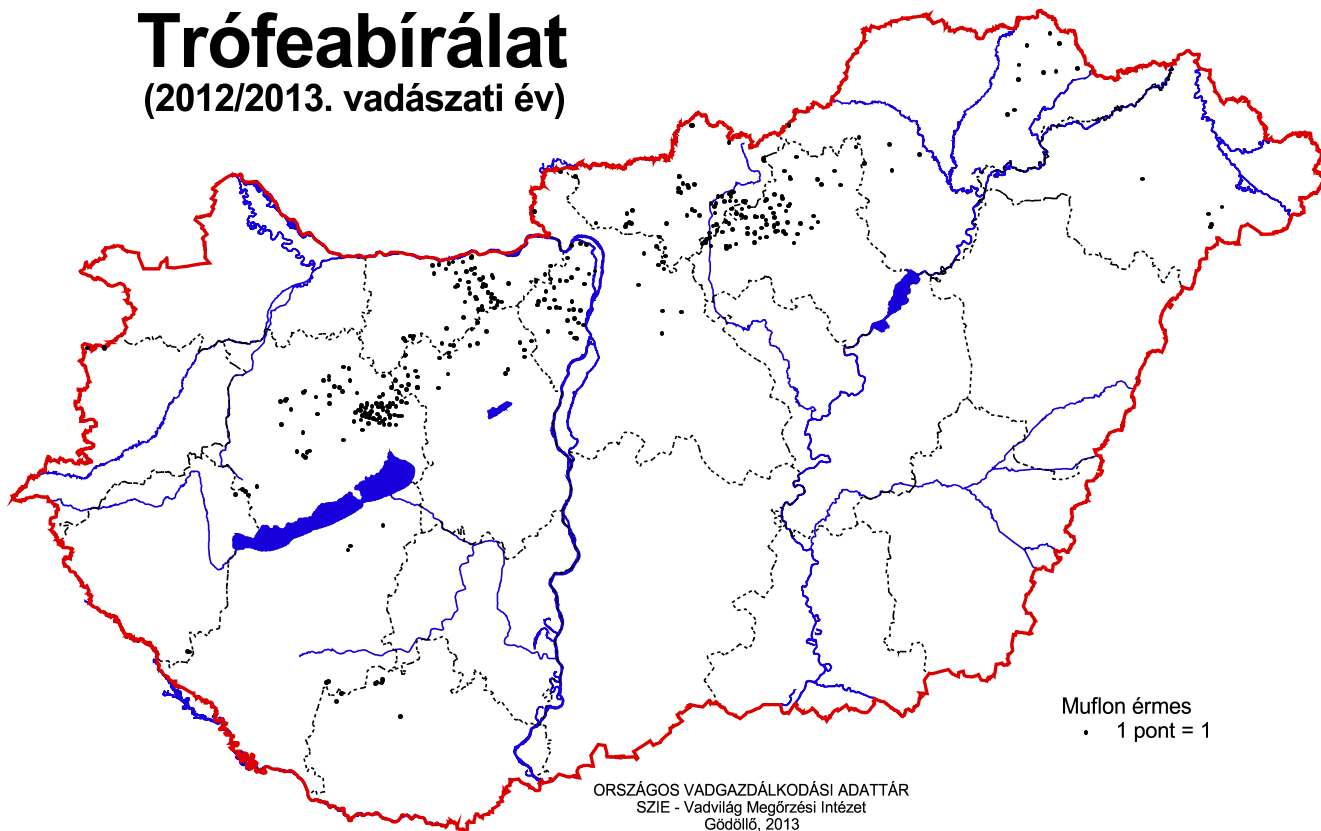 Trófeabírálat
(2012/2013. vadászati év)
Muflon érmes
1 pont = 1
ORSZÁGOS VADGAZDÁLKODÁSI ADATTÁR
SZIE - Vadvilág Megőrzési Intézet
Gödöllő, 2013